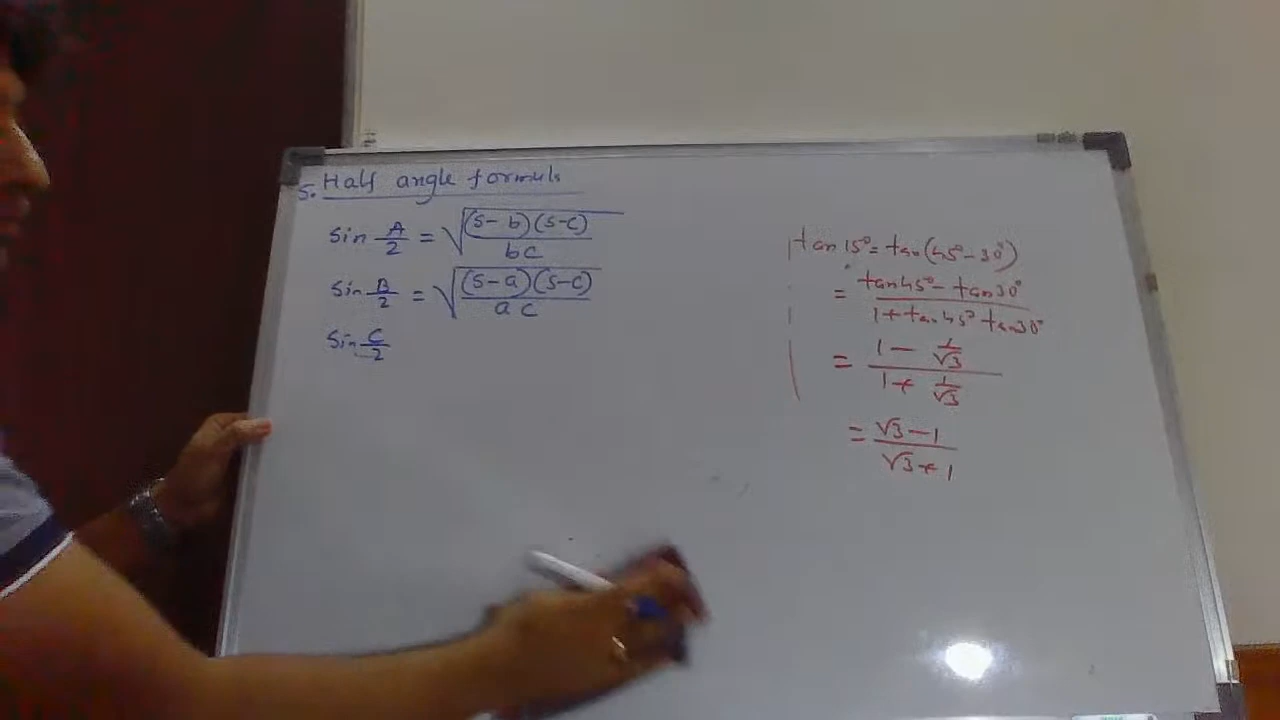 5. Half angle formula
sin A/2 = √((s-b)(s-c)/bc)
sin B/2 = √((s-a)(s-c)/ac)
sin C/2
tan 15° = tan(45° - 30°)
= (tan 45° - tan 30°)/(1 + tan 45° tan 30°)
= (1 - 1/√3)/(1 + 1/√3)
= (√3 - 1)/(√3 + 1)